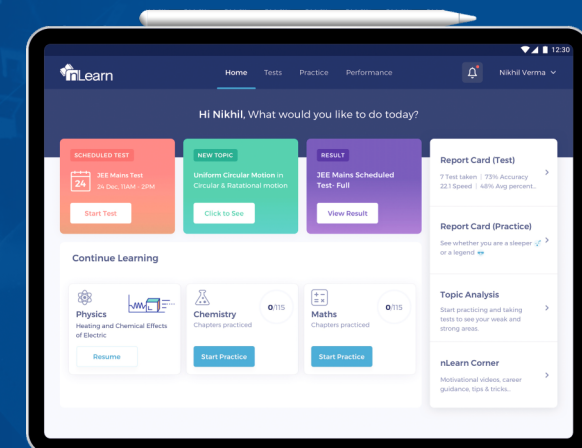 12:30
nLearn
Home Tests Practice Performance
Nikhil Verma
Hi Nikhil, What would you like to do today?
SCHEDULED TEST
24
JEE Mains Test
24 Dec, 11AM - 2PM
Start Test
NEW TOPIC
Uniform Circular Motion in
Circular & Ratational motion
Click to See
RESULT
JEE Mains Scheduled
Test- Full
View Result
Report Card (Test)
7 Test taken | 73% Accuracy
22.1 Speed | 48% Avg percent..
Report Card (Practice)
See whether you are a sleeper
or a legend
Topic Analysis
Start practicing and taking
tests to see your weak and
strong areas.
nLearn Corner
Motivational videos, career
guidance, tips & tricks..
Continue Learning
Physics
Heating and Chemical Effects
of Electric
Resume
Chemistry
Chapters practiced
0/115
Start Practice
Maths
Chapters practiced
0/115
Start Practice